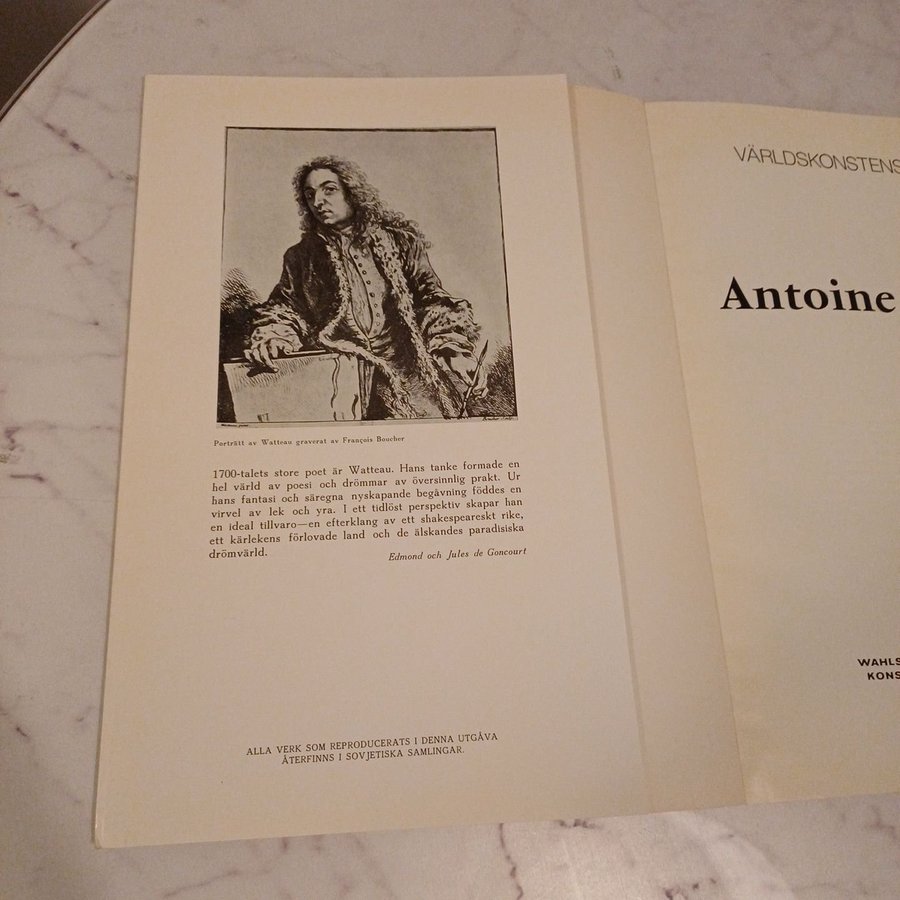 Porträtt av Watteau graverat av François Boucher
1700-talets store poet är Watteau. Hans tanke formade en
hel värld av poesi och drömmar av översinnlig prakt. Ur
hans fantasi och säregna nyskapande begåvning föddes en
virvel av lek och yra. I ett tidlöst perspektiv skapar han
en ideal tillvaro—en efterklang av ett shakespeareskt rike,
ett kärlekens förlovade land och de älskandes paradisiska
drömvärld.
Edmond och Jules de Goncourt
ALLA VERK SOM REPRODUCERATS I DENNA UTGÅVA
ÅTERFINNS I SOVJETISKA SAMLINGAR.
VÄRLDSKONSTENS
Antoine
WAHLS
KONS